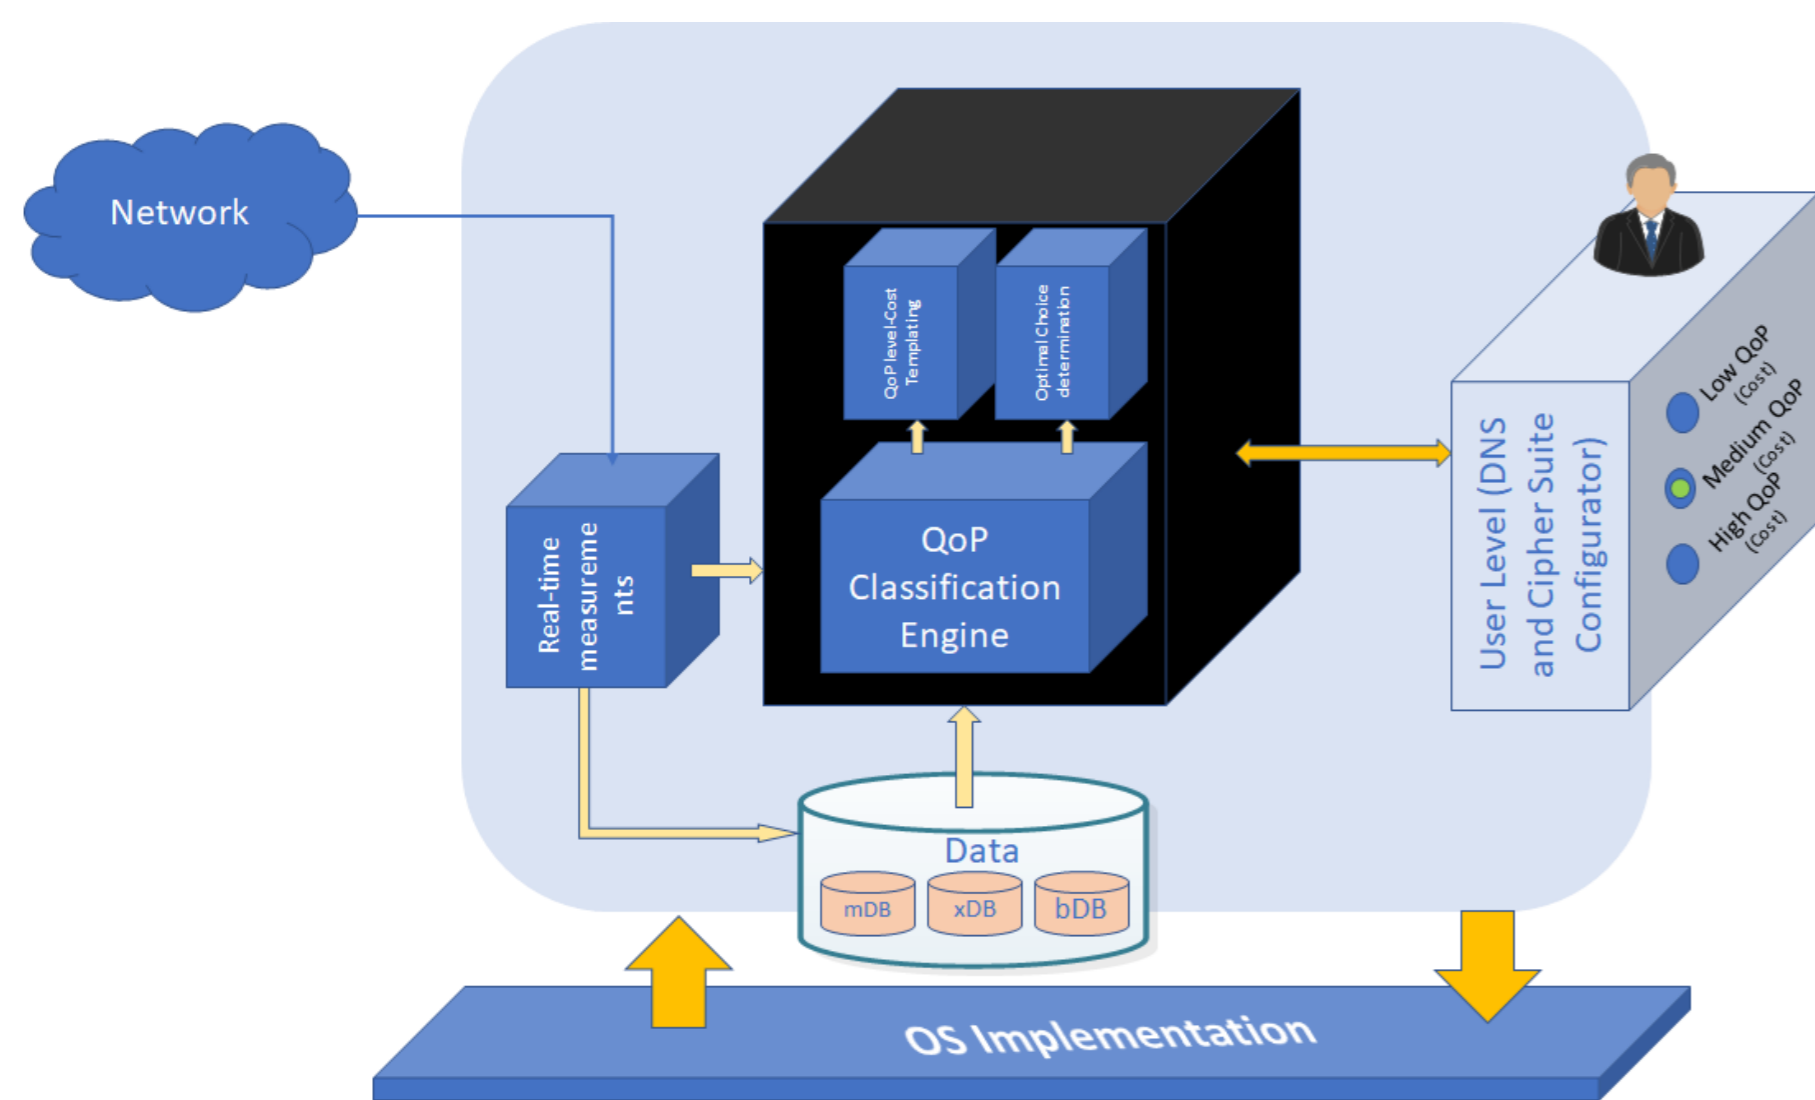 Network
QoP level-Cost
Templating
Optimal Choice
determination
QoP
Classification
Engine
Real-time
measureme
nts
User Level (DNS
and Cipher Suite
Configurator)
Low QoP
(Cost)
Medium QoP
(Cost)
High QoP
(Cost)
Data
mDB
xDB
bDB
OS Implementation